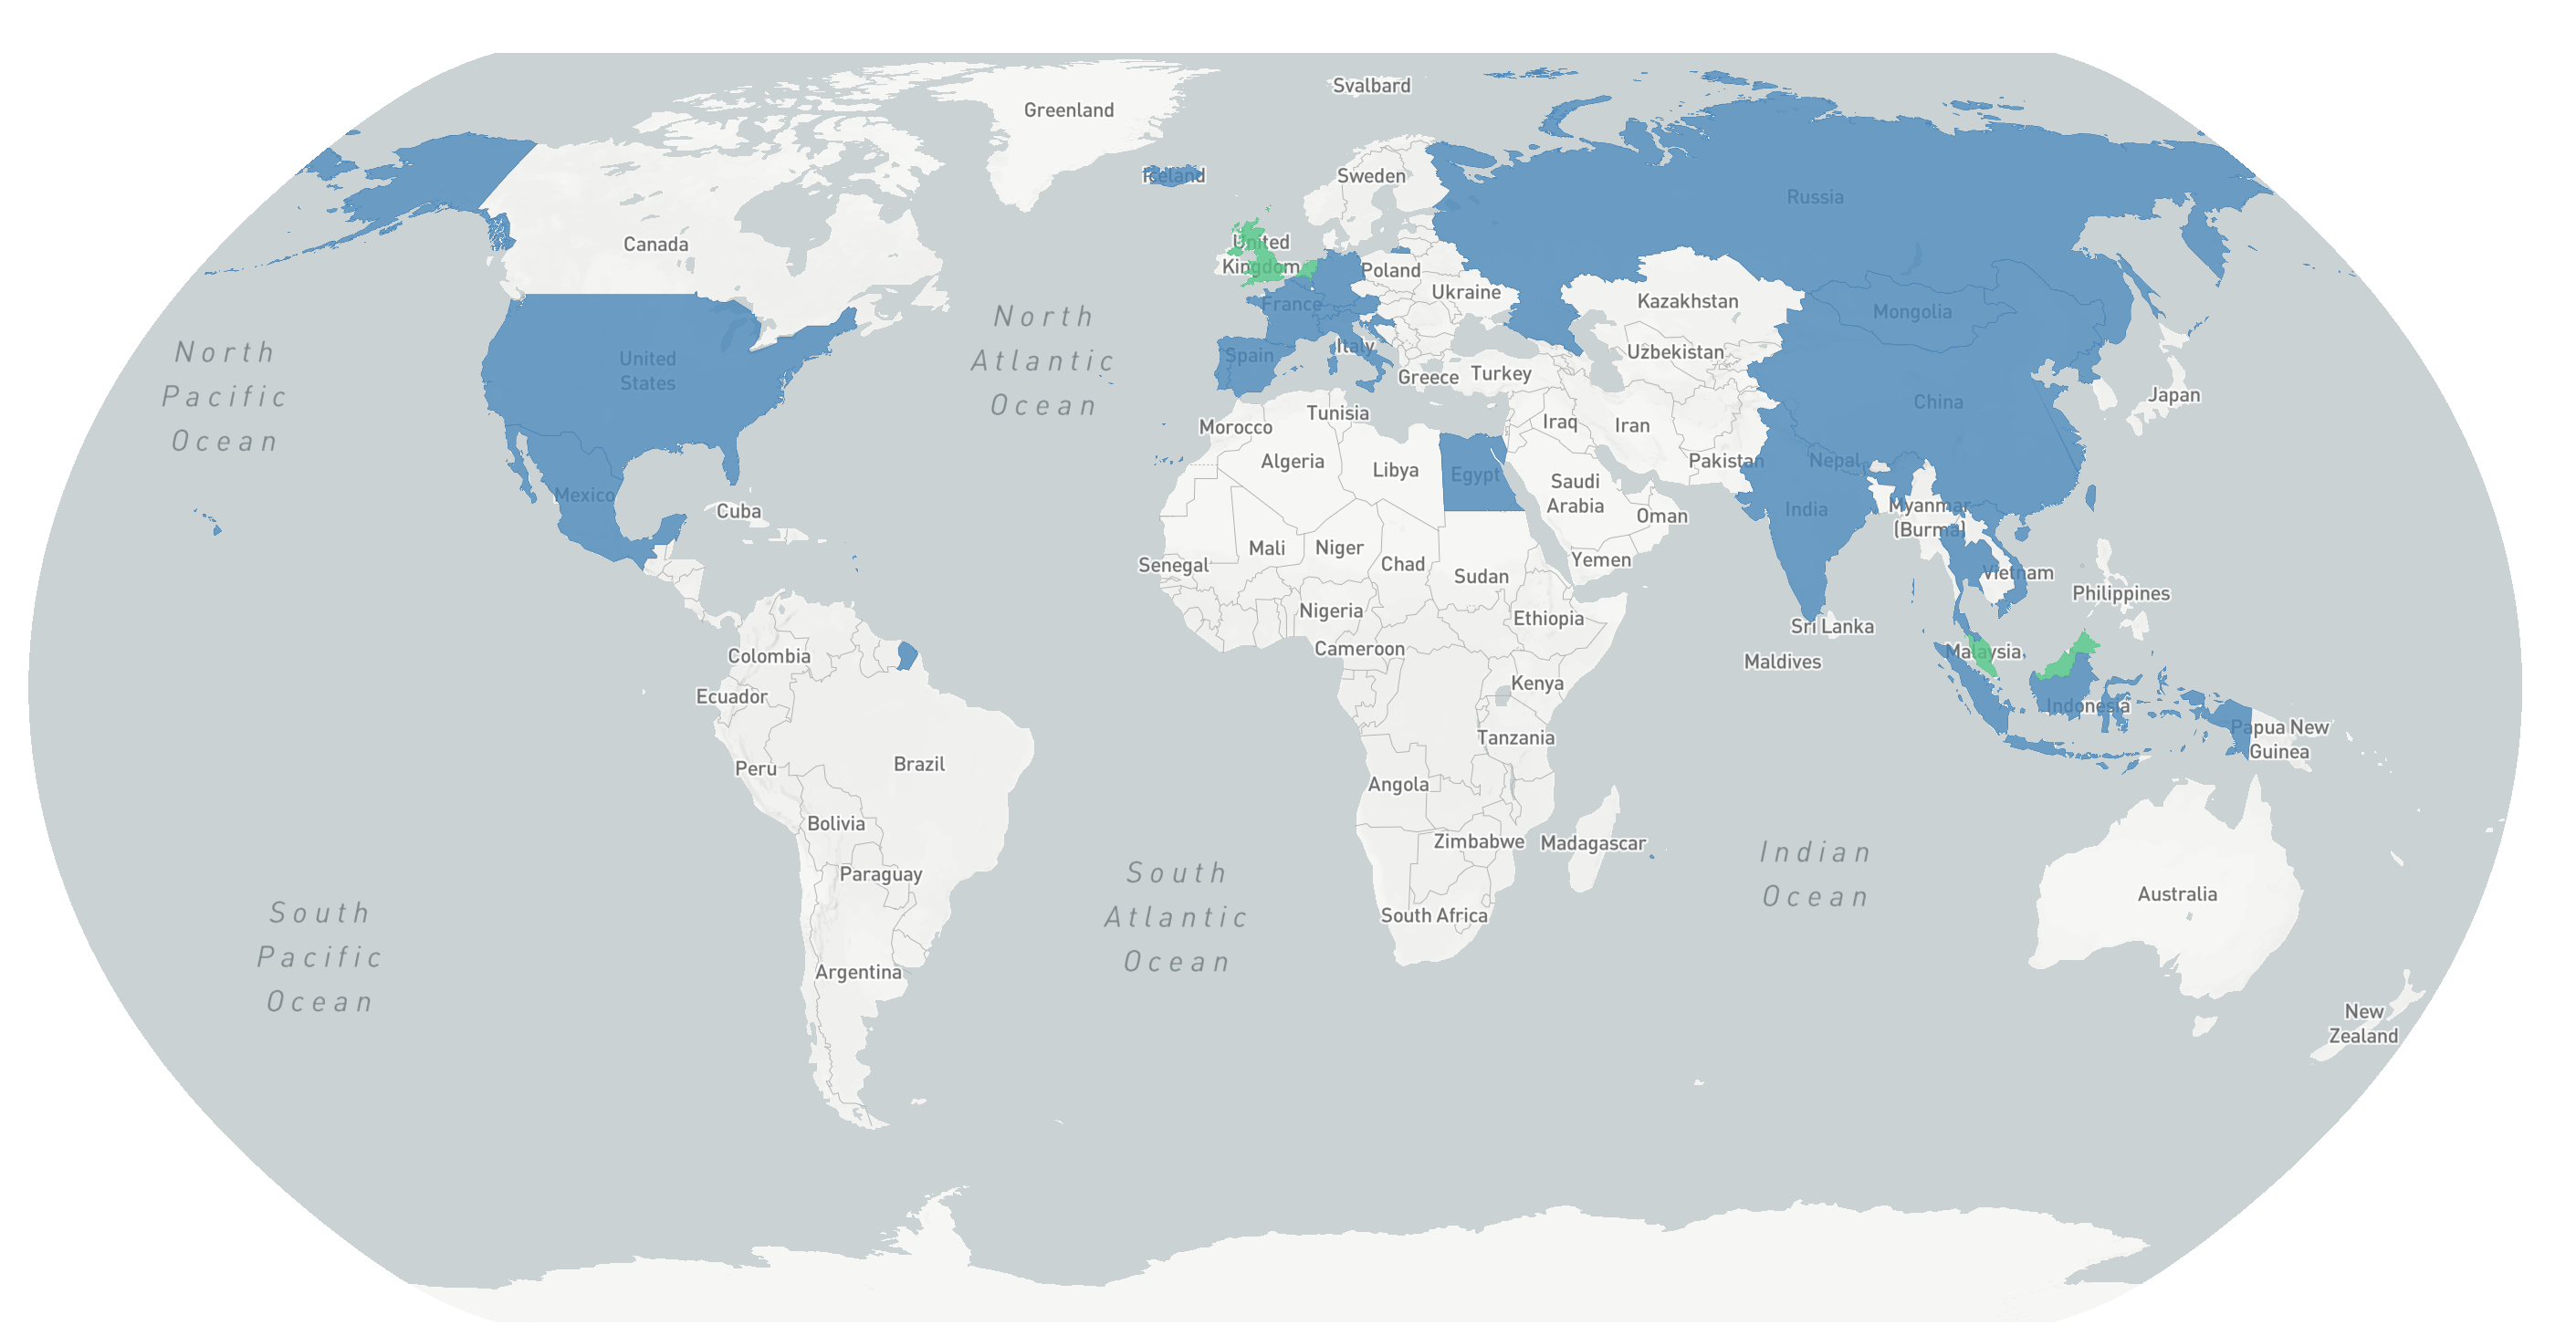 Svalbard
Greenland
Iceland
Sweden
Russia
Canada
United
Kingdom
Poland
Ukraine
Kazakhstan
Mongolia
France
North
Atlantic
Ocean
North
Pacific
Ocean
United
States
Spain
Italy
Greece
Turkey
Uzbekistan
China
Japan
Morocco
Tunisia
Algeria
Libya
Egypt
Iraq
Iran
Pakistan
Nepal
Mexico
Cuba
Saudi
Arabia
Oman
India
Myanmar
(Burma)
Senegal
Mali
Niger
Chad
Sudan
Yemen
Vietnam
Philippines
Nigeria
Ethiopia
Sri Lanka
Cameroon
Colombia
Maldives
Malaysia
Ecuador
Kenya
Indonesia
Papua New
Guinea
Tanzania
Peru
Brazil
Angola
Bolivia
Zimbabwe
Madagascar
Indian
Ocean
Paraguay
South
Atlantic
Ocean
South
Pacific
Ocean
South Africa
Australia
Argentina
New
Zealand